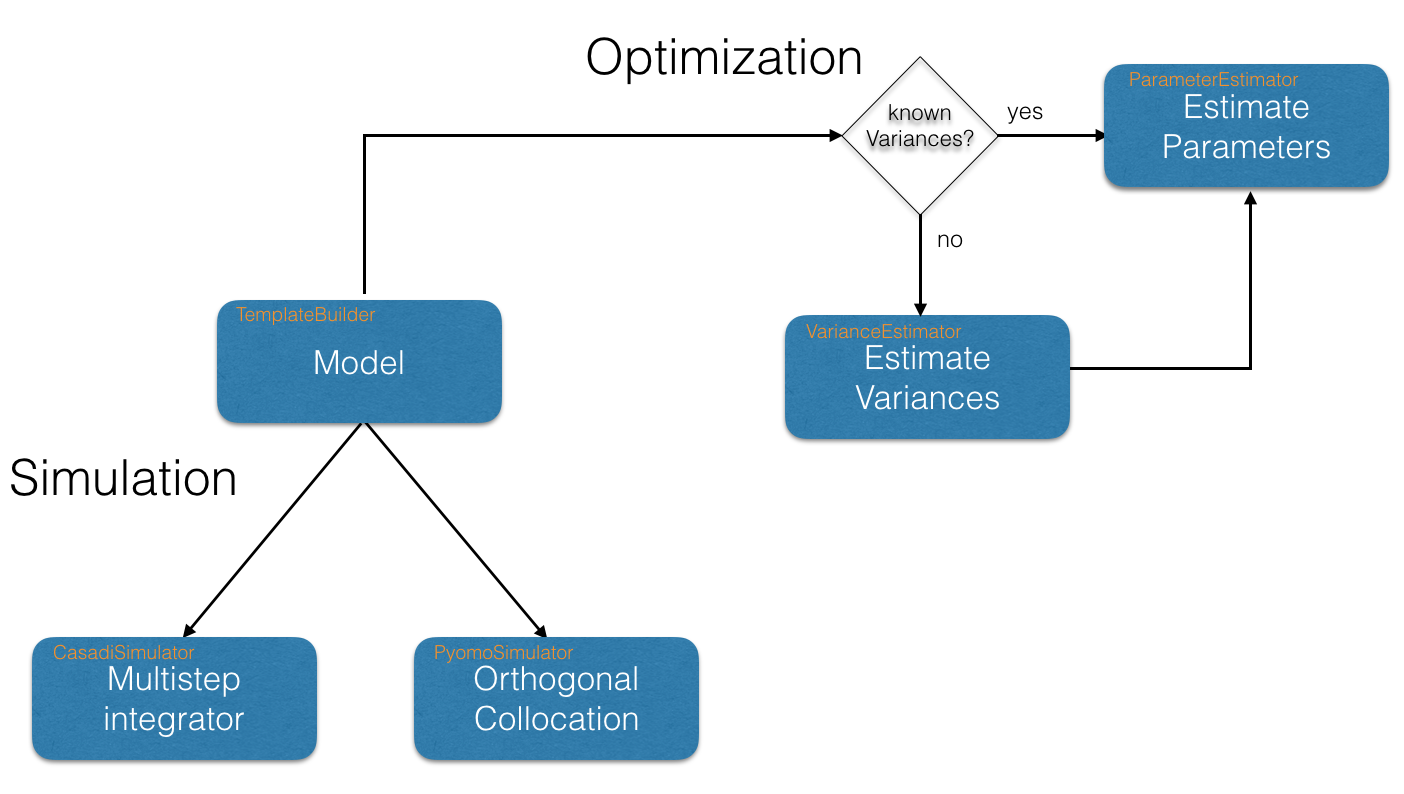 Optimization
known
Variances?
yes
ParameterEstimator
Estimate
Parameters
no
TemplateBuilder
Model
VarianceEstimator
Estimate
Variances
Simulation
CasadiSimulator
Multistep
integrator
PyomoSimulator
Orthogonal
Collocation